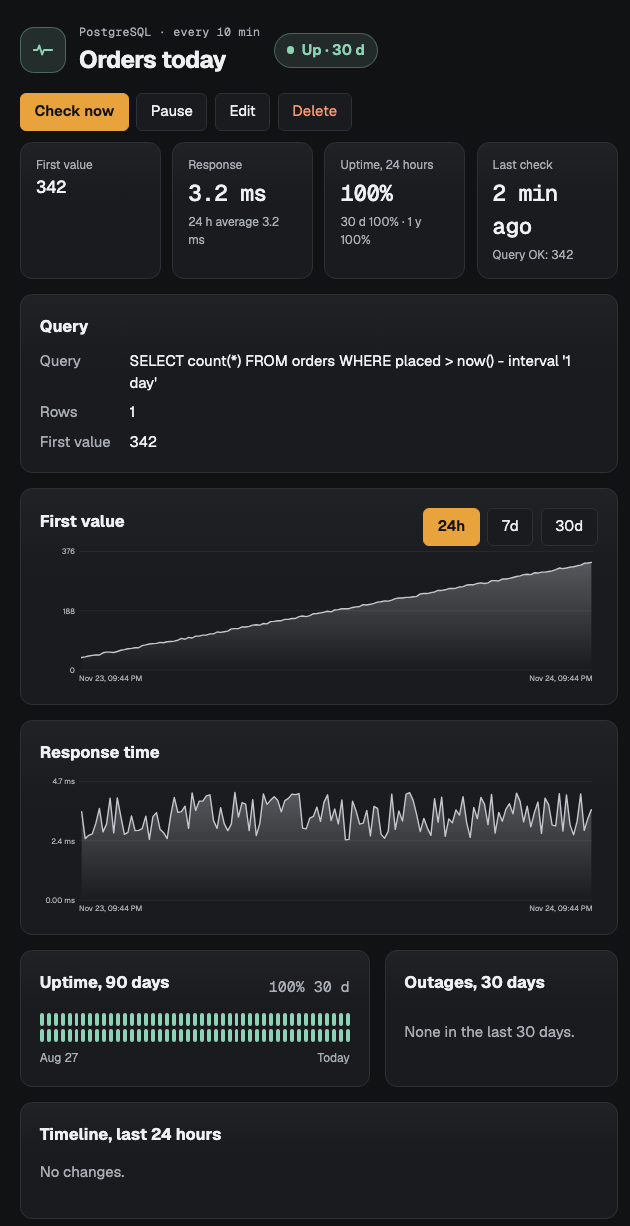 PostgreSQL · every 10 min
Orders today
Up · 30 d
Check now
Pause
Edit
Delete
First value
342
Response
3.2 ms
24 h average 3.2
ms
Uptime, 24 hours
100%
30 d 100% · 1 y
100%
Last check
2 min
ago
Query OK: 342
Query
Query
SELECT count(*) FROM orders WHERE placed > now() - interval '1
day'
Rows
1
First value
342
First value
24h
7d
30d
376
188
0
Nov 23, 09:44 PM
Nov 24, 09:44 PM
Response time
4.7 ms
2.4 ms
0.00 ms
Nov 23, 09:44 PM
Nov 24, 09:44 PM
Uptime, 90 days
100% 30 d
Aug 27
Today
Outages, 30 days
None in the last 30 days.
Timeline, last 24 hours
No changes.